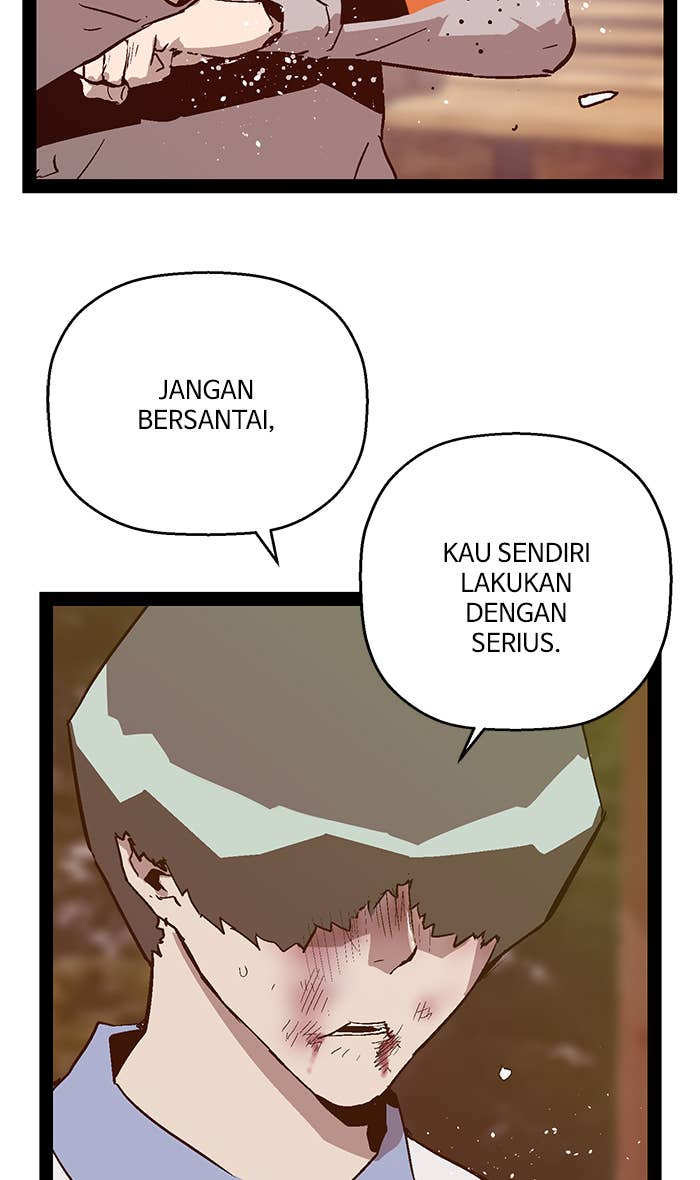 JANGAN
BERSANTAI,
KAU SENDIRI
LAKUKAN
DENGAN
SERIUS.